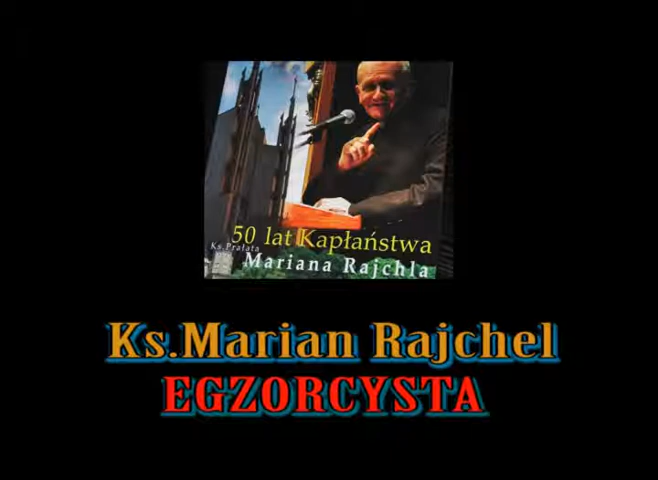 50 lat Kapłaństwa
Ks.Prałata
Mariana Rajchla
Ks.Marian Rajchel
EGZORCYSTA